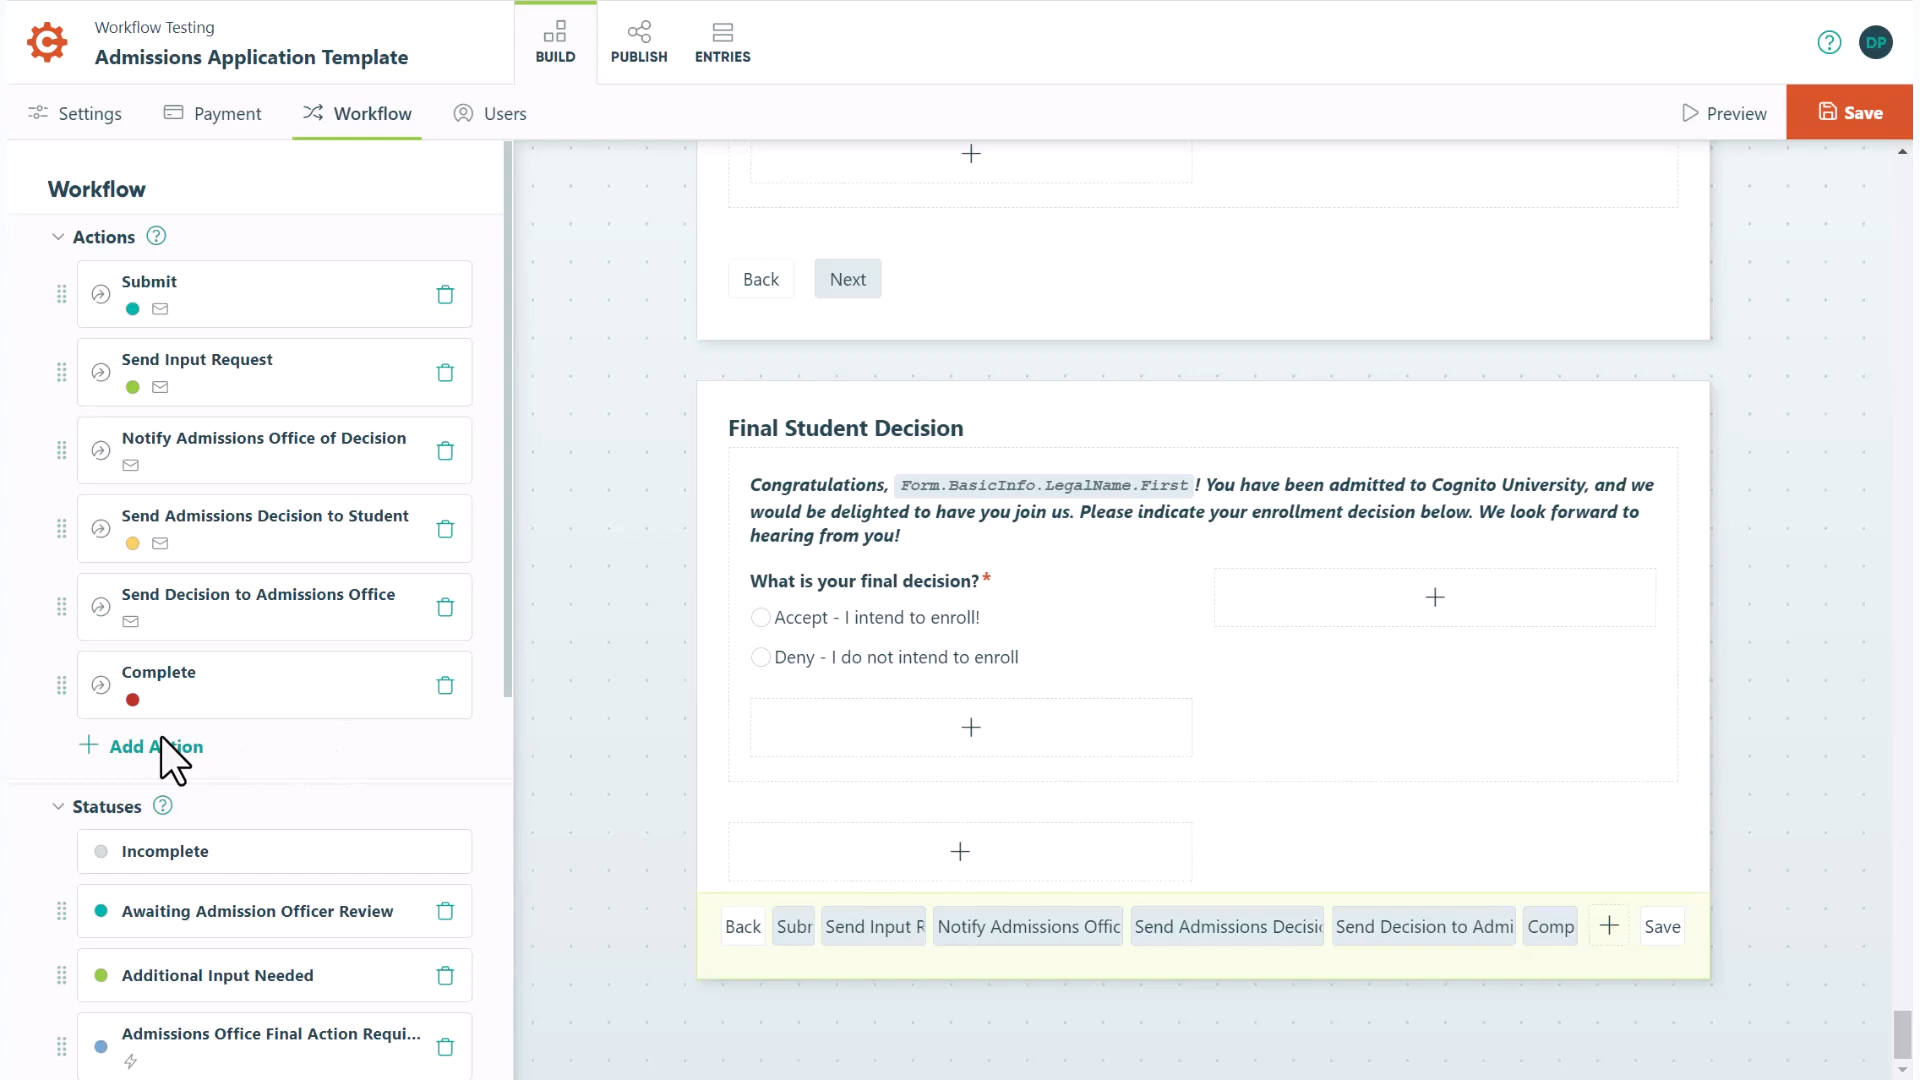 Workflow Testing
Admissions Application Template
BUILD
PUBLISH
ENTRIES
?
DP
Settings
Payment
Workflow
Users
Preview
Save
Workflow
Actions ?
Submit
Send Input Request
Notify Admissions Office of Decision
Send Admissions Decision to Student
Send Decision to Admissions Office
Complete
+ Add Action
Statuses ?
Incomplete
Awaiting Admission Officer Review
Additional Input Needed
Admissions Office Final Action Requi...
+
Back
Next
Final Student Decision
Congratulations, Form.BasicInfo.LegalName.First! You have been admitted to Cognito University, and we
would be delighted to have you join us. Please indicate your enrollment decision below. We look forward to
hearing from you!
What is your final decision?*
Accept - I intend to enroll!
Deny - I do not intend to enroll
+
+
+
Back
Subr
Send Input R
Notify Admissions Offic
Send Admissions Decisi
Send Decision to Admi
Comp
+
Save